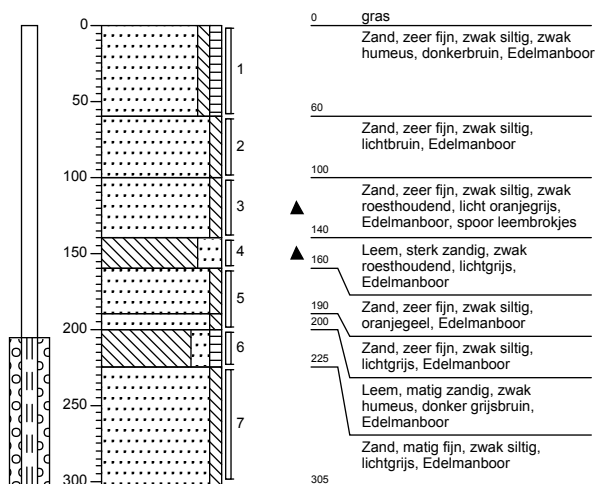 0
50
100
150
200
250
300
1
2
3
4
5
6
7
0 gras
Zand, zeer fijn, zwak siltig, zwak
humeus, donkerbruin, Edelmanboor
60
Zand, zeer fijn, zwak siltig,
lichtbruin, Edelmanboor
100
Zand, zeer fijn, zwak siltig, zwak
roesthoudend, licht oranjegrijs,
Edelmanboor, spoor leembrokjes
140
Leem, sterk zandig, zwak
roesthoudend, lichtgrijs,
Edelmanboor
160
Zand, zeer fijn, zwak siltig,
oranjegeel, Edelmanboor
190
Zand, zeer fijn, zwak siltig,
lichtgrijs, Edelmanboor
200
Leem, matig zandig, zwak
humeus, donker grijsbruin,
Edelmanboor
225
Zand, matig fijn, zwak siltig,
lichtgrijs, Edelmanboor
305